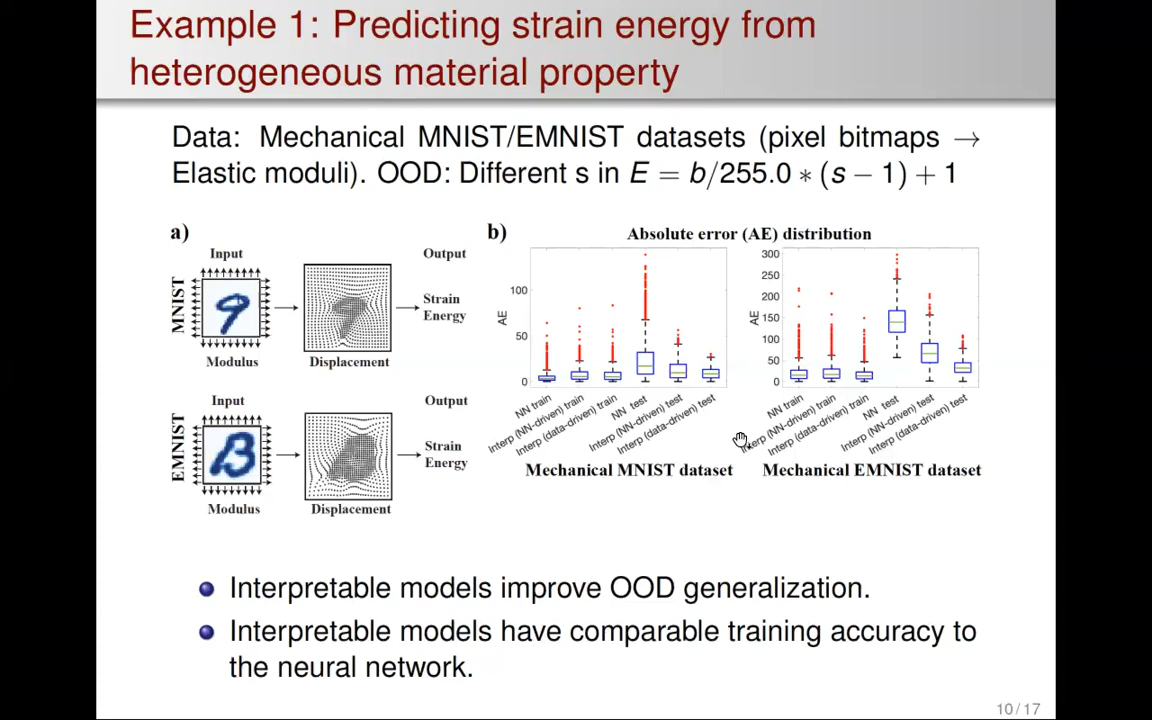 Example 1: Predicting strain energy from
heterogeneous material property
Data: Mechanical MNIST/EMNIST datasets (pixel bitmaps →
Elastic moduli). OOD: Different s in E = b/255.0 * (s − 1) + 1
a)
Input
Output
MNIST
Strain
Energy
Modulus
Displacement
Input
Output
EMNIST
Strain
Energy
Modulus
Displacement
b)
Absolute error (AE) distribution
AE
100
50
0
NN train
Interp (NN-driven) train
Interp (data-driven) train
NN test
Interp (NN-driven) test
Interp (data-driven) test
Mechanical MNIST dataset
AE
300
250
200
150
100
50
0
NN train
Interp (NN-driven) train
Interp (data-driven) train
NN test
Interp (NN-driven) test
Interp (data-driven) test
Mechanical EMNIST dataset
Interpretable models improve OOD generalization.
Interpretable models have comparable training accuracy to
the neural network.
10/17